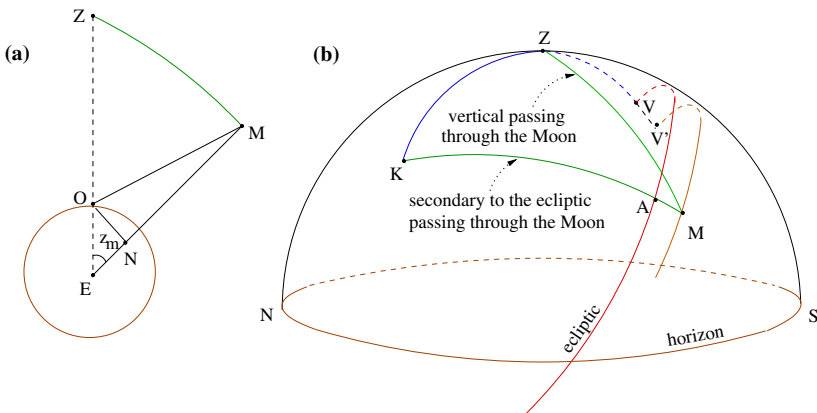 (a)
Z
M
O
N
z_m
E
(b)
Z
V
V'
vertical passing
through the Moon
K
secondary to the ecliptic
passing through the Moon
A
M
N
S
ecliptic
horizon